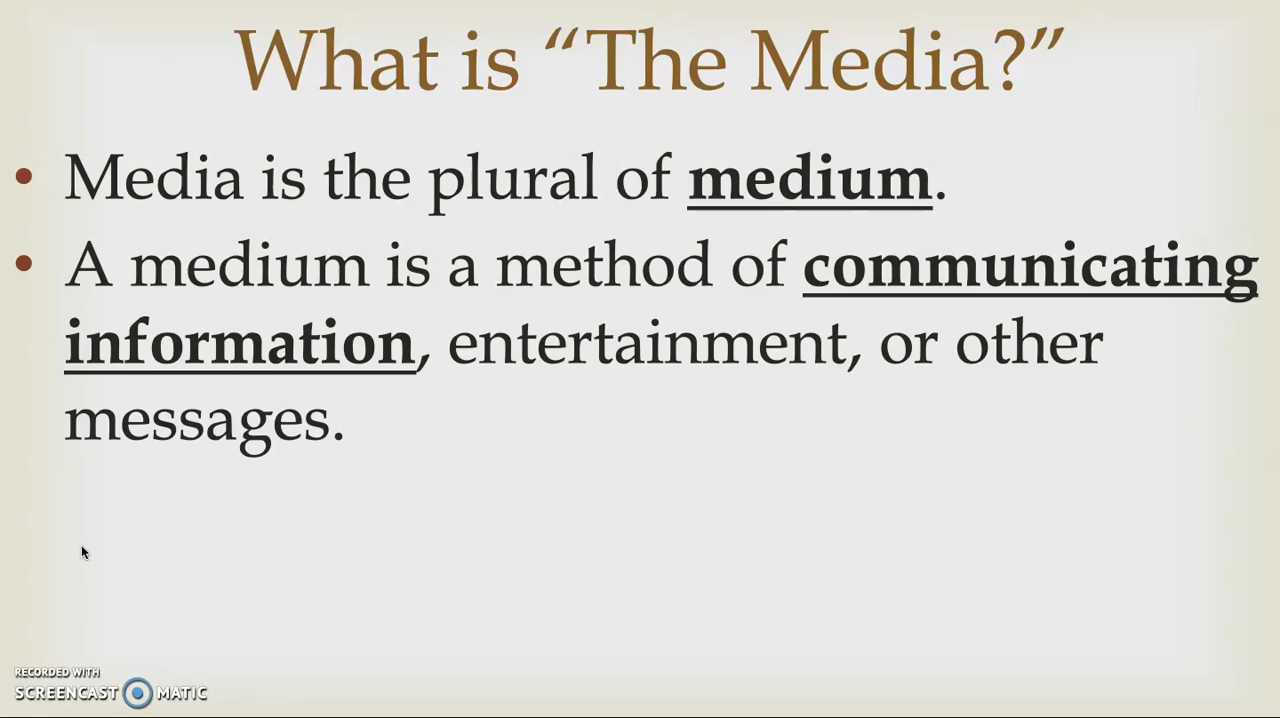 What is “The Media?”
• Media is the plural of medium.
• A medium is a method of communicating
information, entertainment, or other
messages.
RECORDED WITH
SCREENCAST MATIC